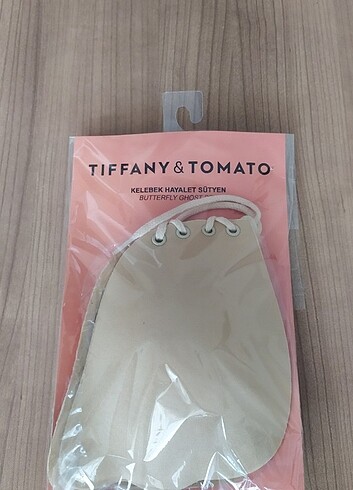 TIFFANY & TOMATO
KELEBEK HAYALET SÜTYEN
BUTTERFLY GHOST